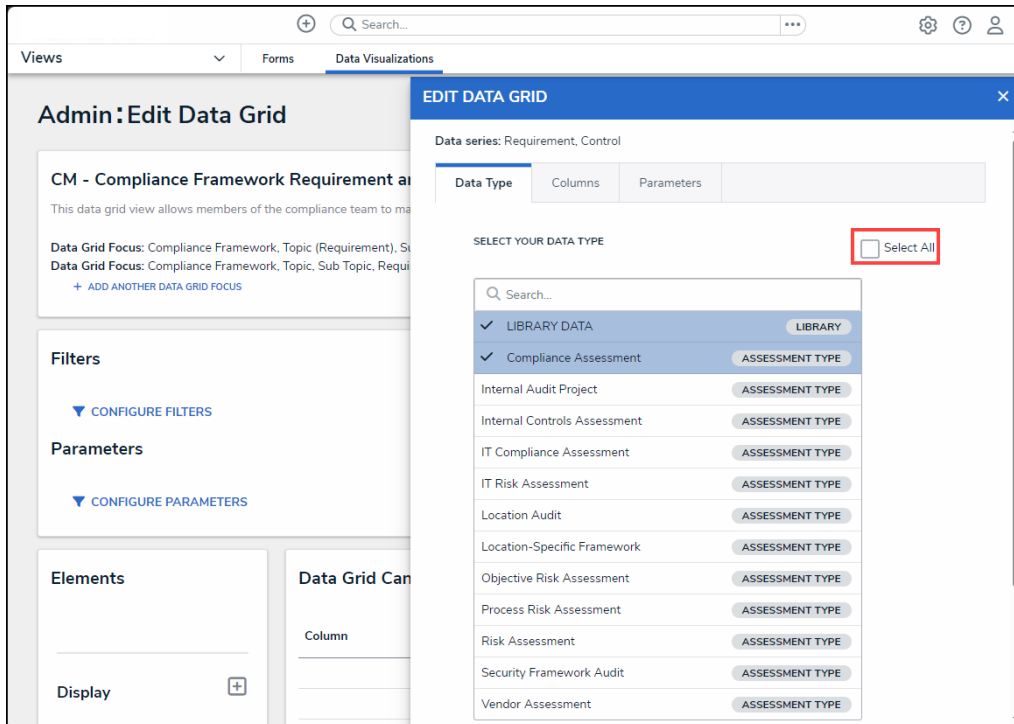 Search...
Views
Forms
Data Visualizations
Admin:Edit Data Grid
CM - Compliance Framework Requirement a
This data grid view allows members of the compliance team to ma
Data Grid Focus: Compliance Framework, Topic (Requirement), Su
Data Grid Focus: Compliance Framework, Topic, Sub Topic, Requi
+ ADD ANOTHER DATA GRID FOCUS
Filters
CONFIGURE FILTERS
Parameters
CONFIGURE PARAMETERS
Elements
Display
Data Grid Can
Column
EDIT DATA GRID
Data series: Requirement, Control
Data Type
Columns
Parameters
SELECT YOUR DATA TYPE
Select All
Search...
LIBRARY DATA LIBRARY
Compliance Assessment ASSESSMENT TYPE
Internal Audit Project ASSESSMENT TYPE
Internal Controls Assessment ASSESSMENT TYPE
IT Compliance Assessment ASSESSMENT TYPE
IT Risk Assessment ASSESSMENT TYPE
Location Audit ASSESSMENT TYPE
Location-Specific Framework ASSESSMENT TYPE
Objective Risk Assessment ASSESSMENT TYPE
Process Risk Assessment ASSESSMENT TYPE
Risk Assessment ASSESSMENT TYPE
Security Framework Audit ASSESSMENT TYPE
Vendor Assessment ASSESSMENT TYPE